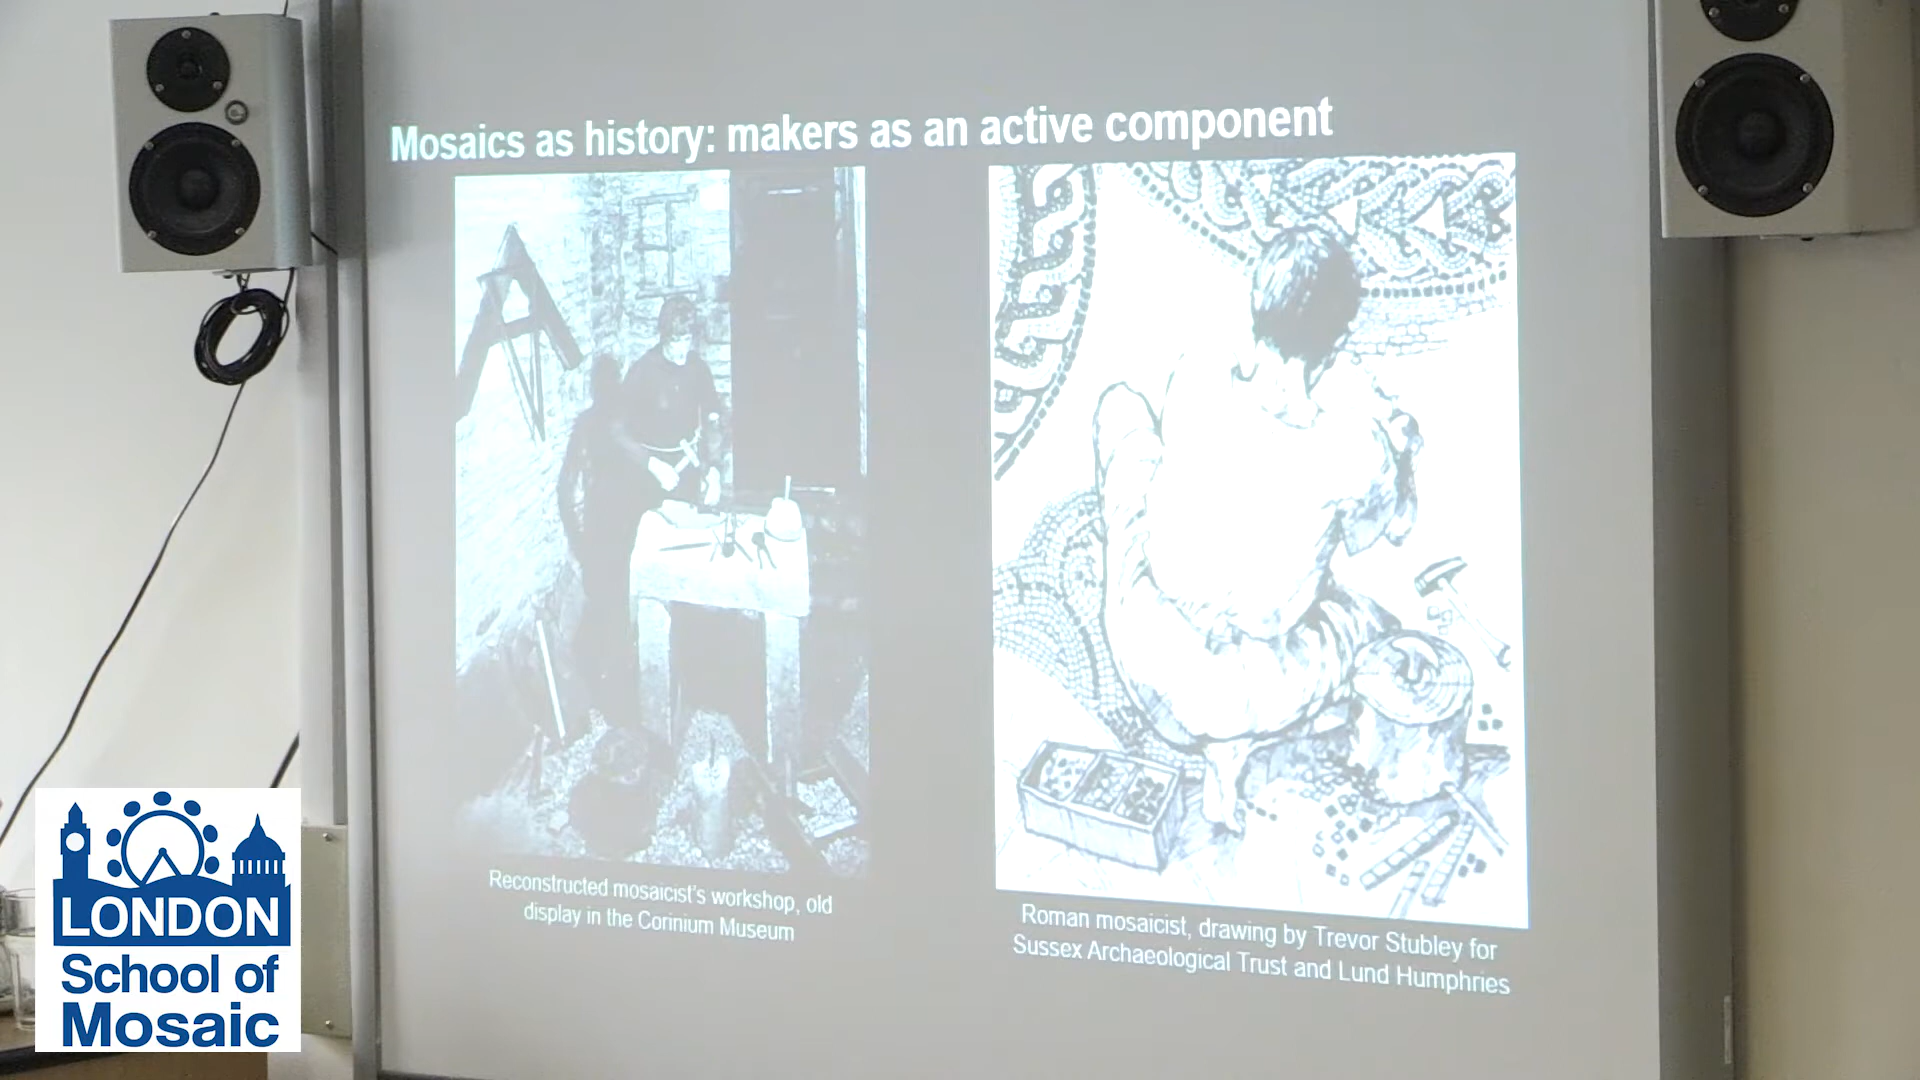 Mosaics as history: makers as an active component
Reconstructed mosaicist's workshop, old
display in the Corinium Museum
Roman mosaicist, drawing by Trevor Stubley for
Sussex Archaeological Trust and Lund Humphries
LONDON
School of
Mosaic